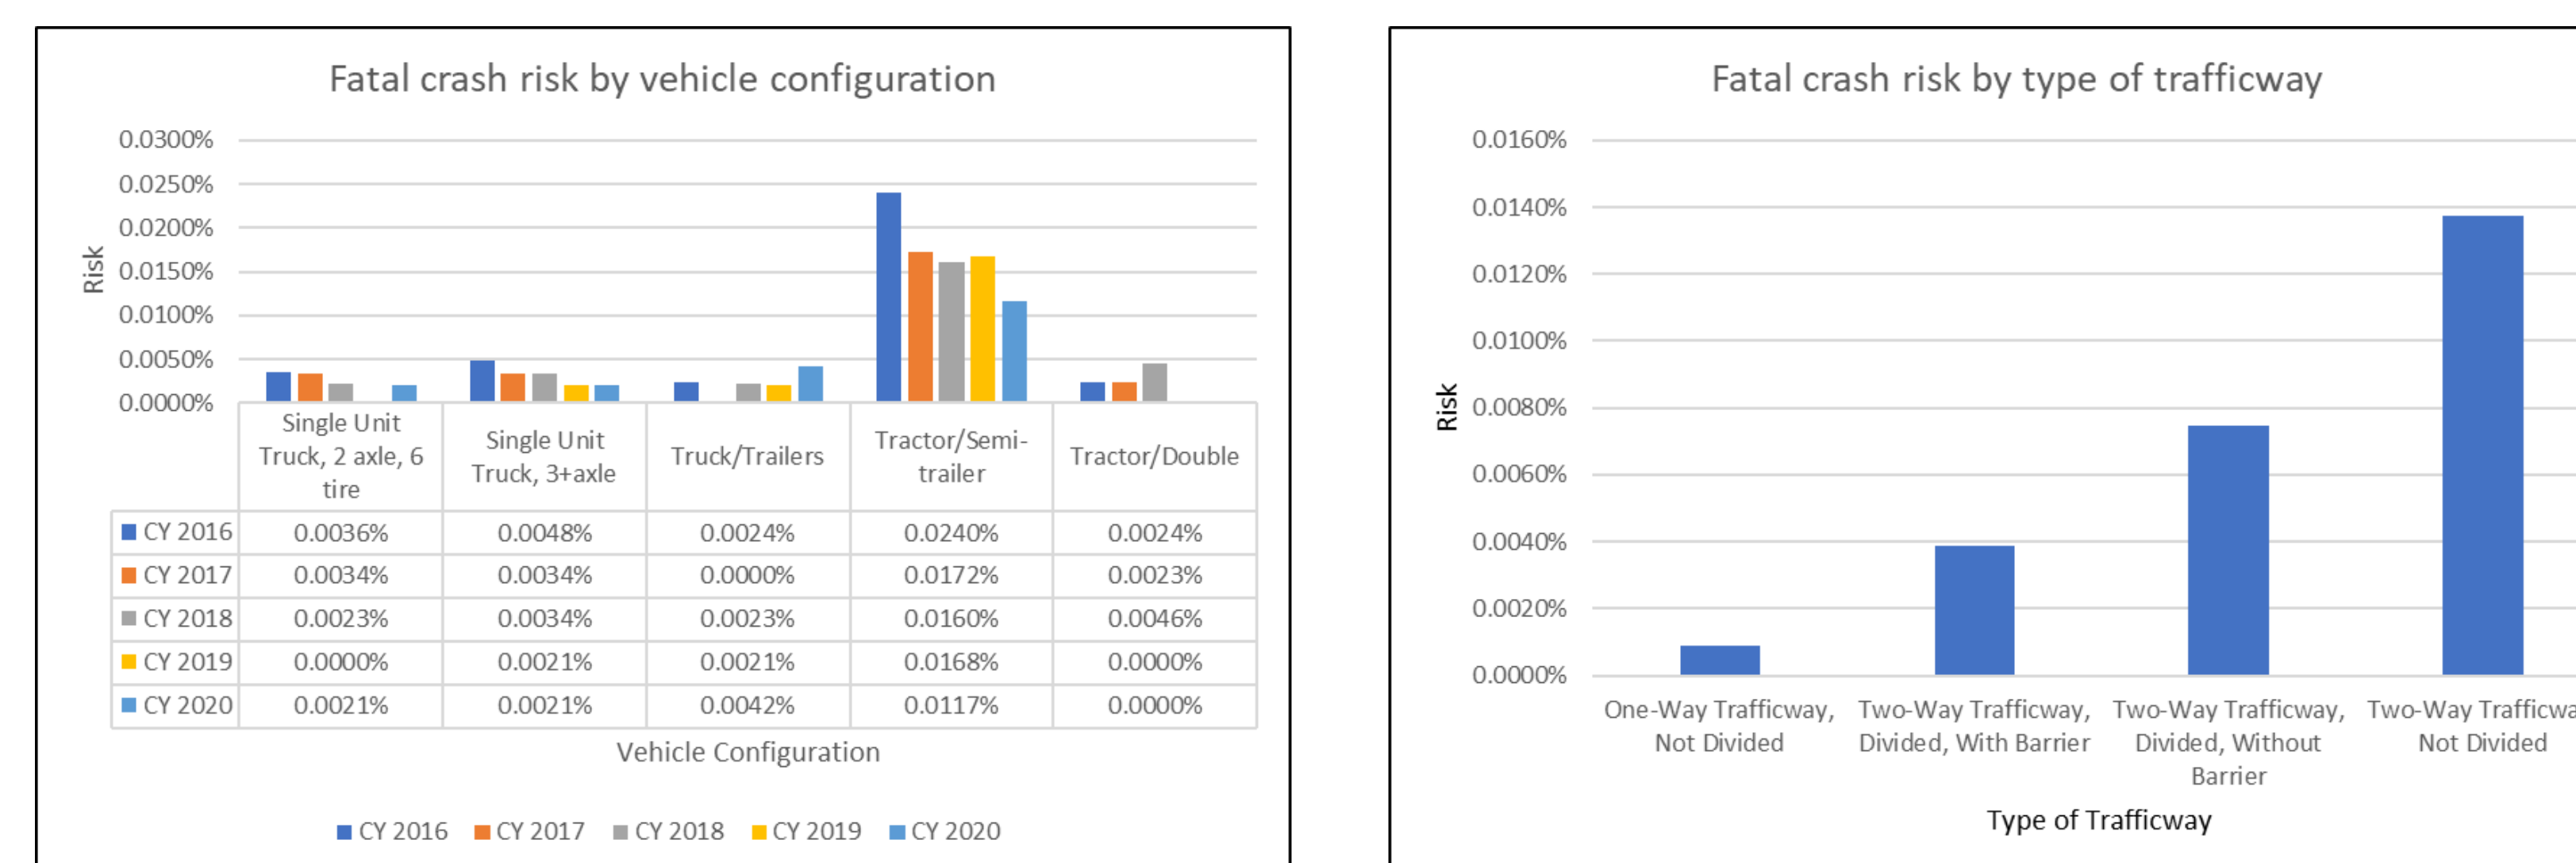 Fatal crash risk by vehicle configuration
0.0300%
0.0250%
0.0200%
0.0150%
0.0100%
0.0050%
0.0000%
Risk
Single Unit
Truck, 2 axle, 6
tire
Single Unit
Truck, 3+axle
Truck/Trailers
Tractor/Semi-
trailer
Tractor/Double
CY 2016 0.0036% 0.0048% 0.0024% 0.0240% 0.0024%
CY 2017 0.0034% 0.0034% 0.0000% 0.0172% 0.0023%
CY 2018 0.0023% 0.0034% 0.0023% 0.0160% 0.0046%
CY 2019 0.0000% 0.0021% 0.0021% 0.0168% 0.0000%
CY 2020 0.0021% 0.0021% 0.0042% 0.0117% 0.0000%
Vehicle Configuration
CY 2016 CY 2017 CY 2018 CY 2019 CY 2020
Fatal crash risk by type of trafficway
0.0160%
0.0140%
0.0120%
0.0100%
0.0080%
0.0060%
0.0040%
0.0020%
0.0000%
Risk
One-Way Trafficway,
Not Divided
Two-Way Trafficway,
Divided, With Barrier
Two-Way Trafficway,
Divided, Without
Barrier
Two-Way
Not Divided
Type of Trafficway